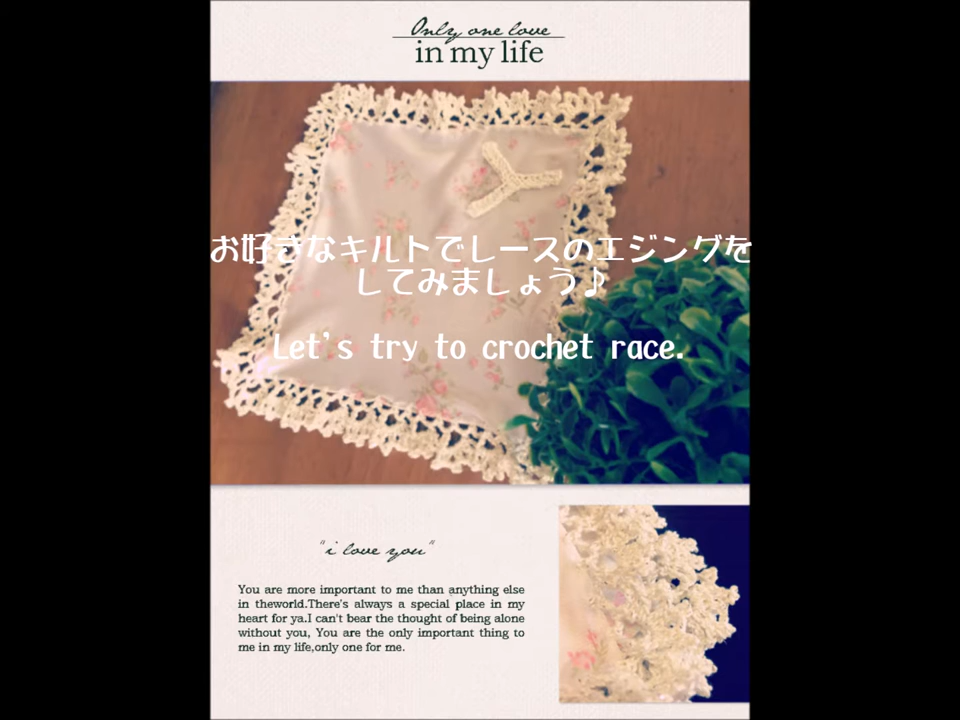 Only one love
in my life
お好きなキルトでレースのエジングを
してみましょう♪
Let's try to crochet race.
"i love you"
You are more important to me than anything else
in theworld.There's always a special place in my
heart for ya.I can't bear the thought of being alone
without you, You are the only important thing to
me in my life,only one for me.